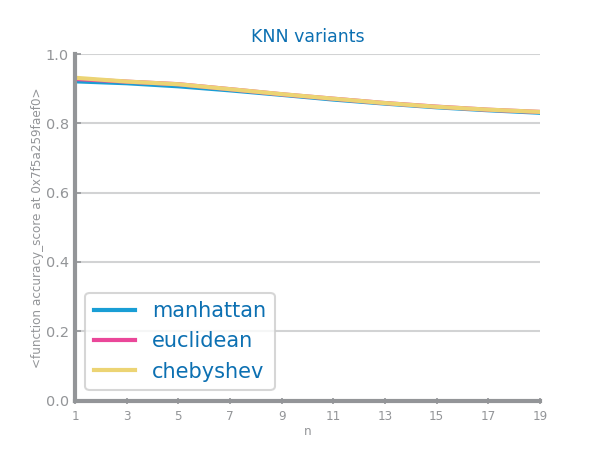 KNN variants
<function accuracy_score at 0x7f5a259faef0>
1.0
0.8
0.6
0.4
0.2
0.0
manhattan
euclidean
chebyshev
1 3 5 7 9 11 13 15 17 19
n